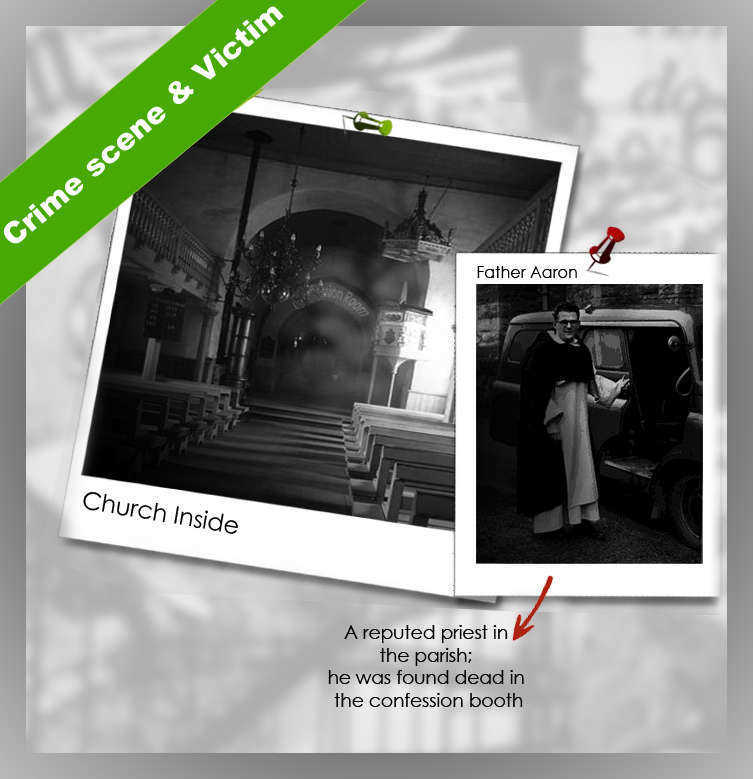 Crime scene & Victim
Father Aaron
Church Inside
A reputed priest in
the parish;
he was found dead in
the confession booth